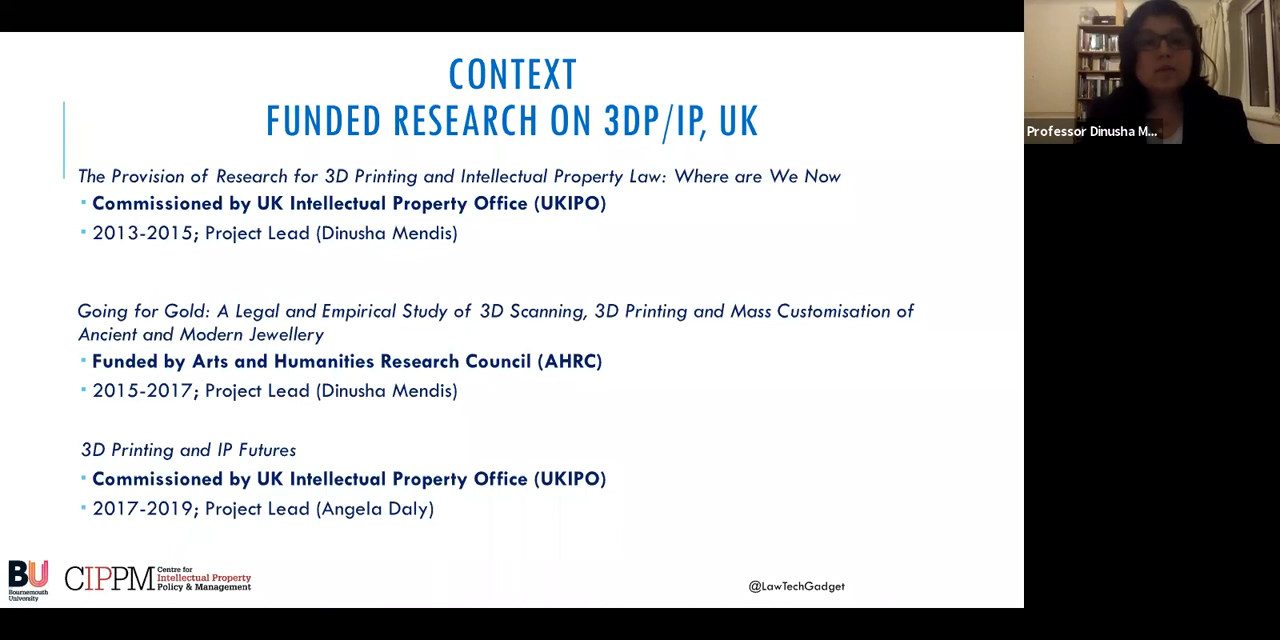 CONTEXT
FUNDED RESEARCH ON 3DP/IP, UK
The Provision of Research for 3D Printing and Intellectual Property Law: Where are We Now
Commissioned by UK Intellectual Property Office (UKIPO)
2013-2015; Project Lead (Dinusha Mendis)
Going for Gold: A Legal and Empirical Study of 3D Scanning, 3D Printing and Mass Customisation of
Ancient and Modern Jewellery
Funded by Arts and Humanities Research Council (AHRC)
2015-2017; Project Lead (Dinusha Mendis)
3D Printing and IP Futures
Commissioned by UK Intellectual Property Office (UKIPO)
2017-2019; Project Lead (Angela Daly)
BU
Bournemouth
University
CIPPM
Centre for
Intellectual Property
Policy & Management
@LawTechGadget
Professor Dinusha M...